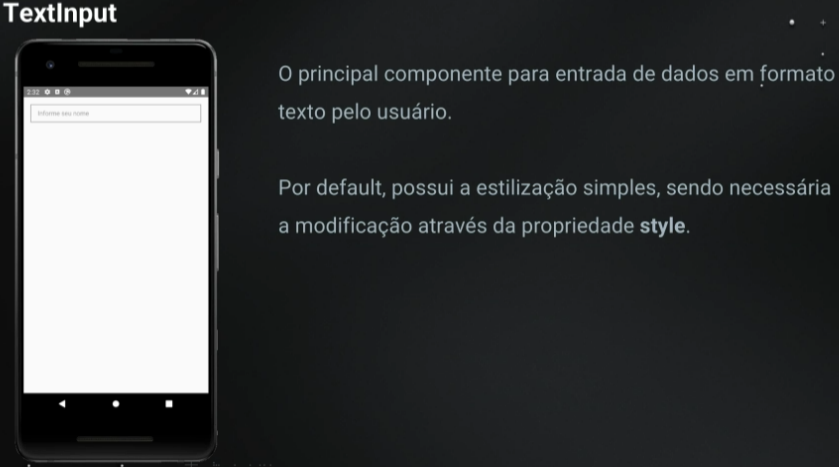 TextInput
O principal componente para entrada de dados em formato
texto pelo usuário.
Por default, possui a estilização simples, sendo necessária
a modificação através da propriedade style.
2:32
Informe seu nome